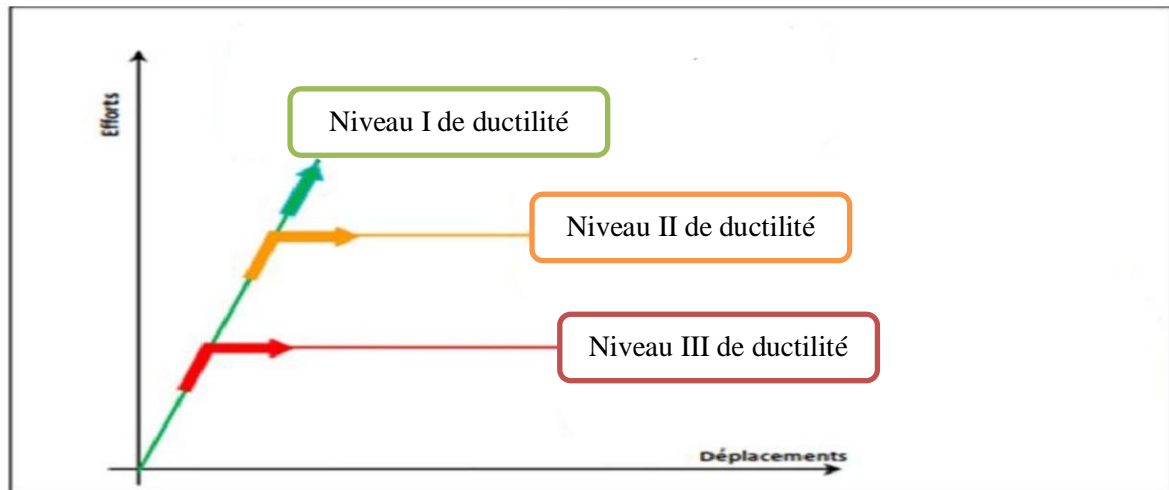 Efforts
Niveau I de ductilité
Niveau II de ductilité
Niveau III de ductilité
Déplacements